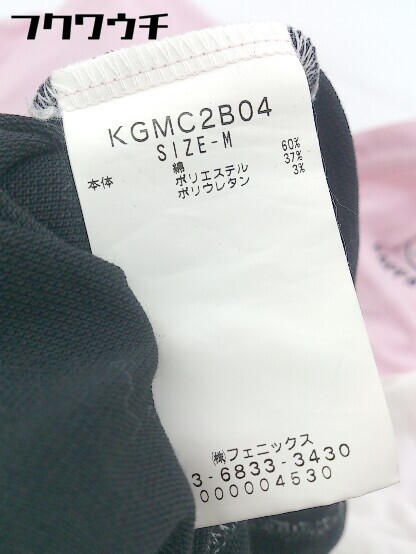 フクワウチ
KGMC2B04
SIZE-M
本体 綿 60%
ポリエステル 37%
ポリウレタン 3%
㈱フェニックス
3-6833-3430
000004530